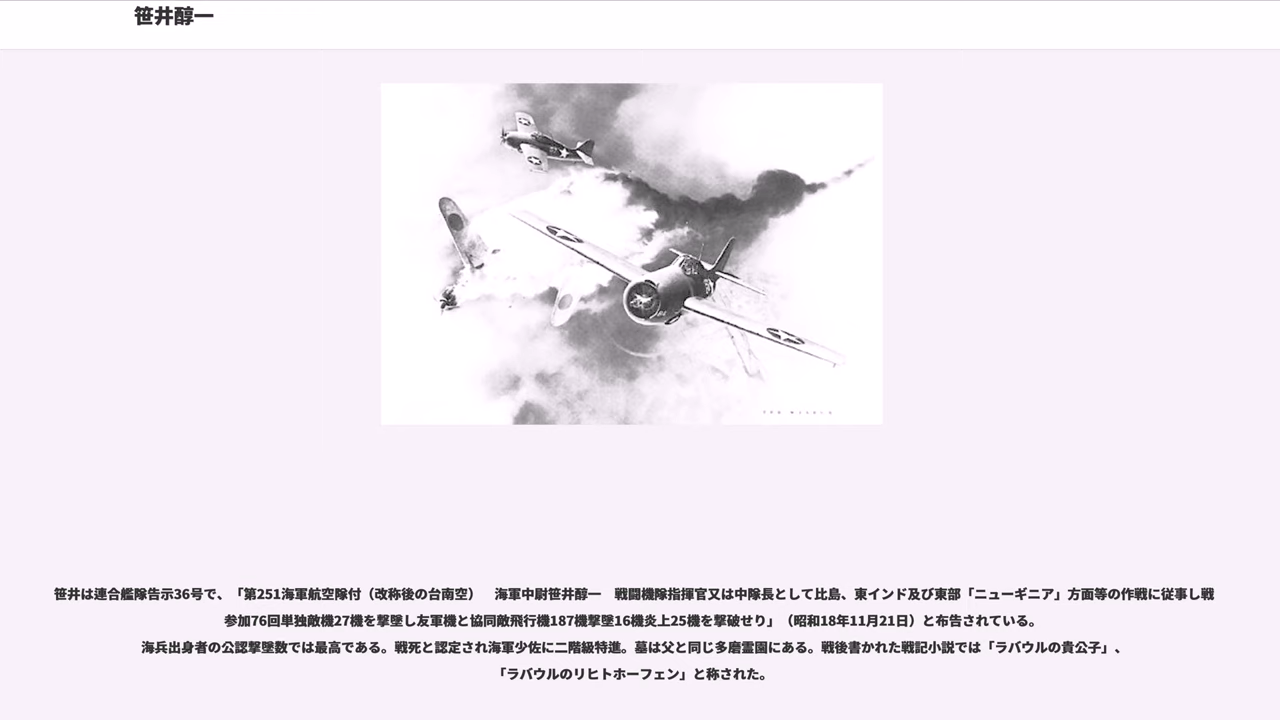 笹井醇一
笹井は連合艦隊告示36号で、「第251海軍航空隊付（改称後の台南空）　海軍中尉笹井醇一　戦闘機隊指揮官又は中隊長として比島、東インド及び東部「ニューギニア」方面等の作戦に従事し戦
参加76回単独敵機27機を撃墜し友軍機と協同敵飛行機187機撃墜16機炎上25機を撃破せり」（昭和18年11月21日）と布告されている。
海兵出身者の公認撃墜数では最高である。戦死と認定され海軍少佐に二階級特進。墓は父と同じ多磨霊園にある。戦後書かれた戦記小説では「ラバウルの貴公子」、
「ラバウルのリヒトホーフェン」と称された。